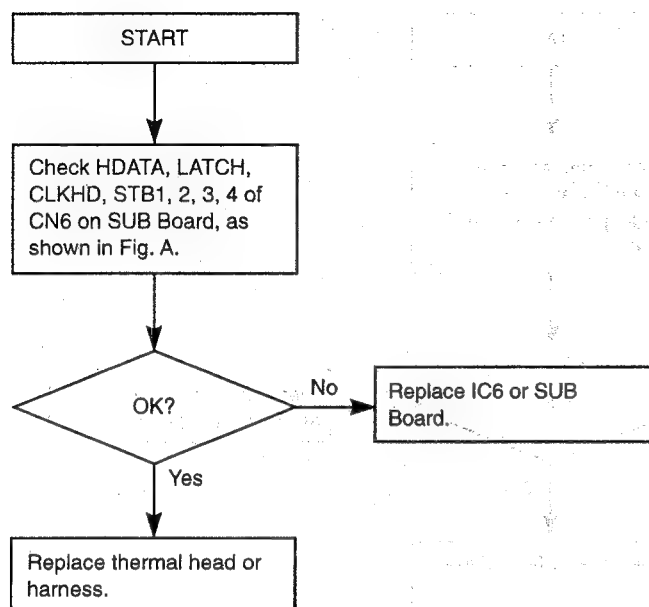 START
Check HDATA, LATCH,
CLKHD, STB1, 2, 3, 4 of
CN6 on SUB Board, as
shown in Fig. A.
OK?
No
Replace IC6 or SUB
Board.
Yes
Replace thermal head or
harness.